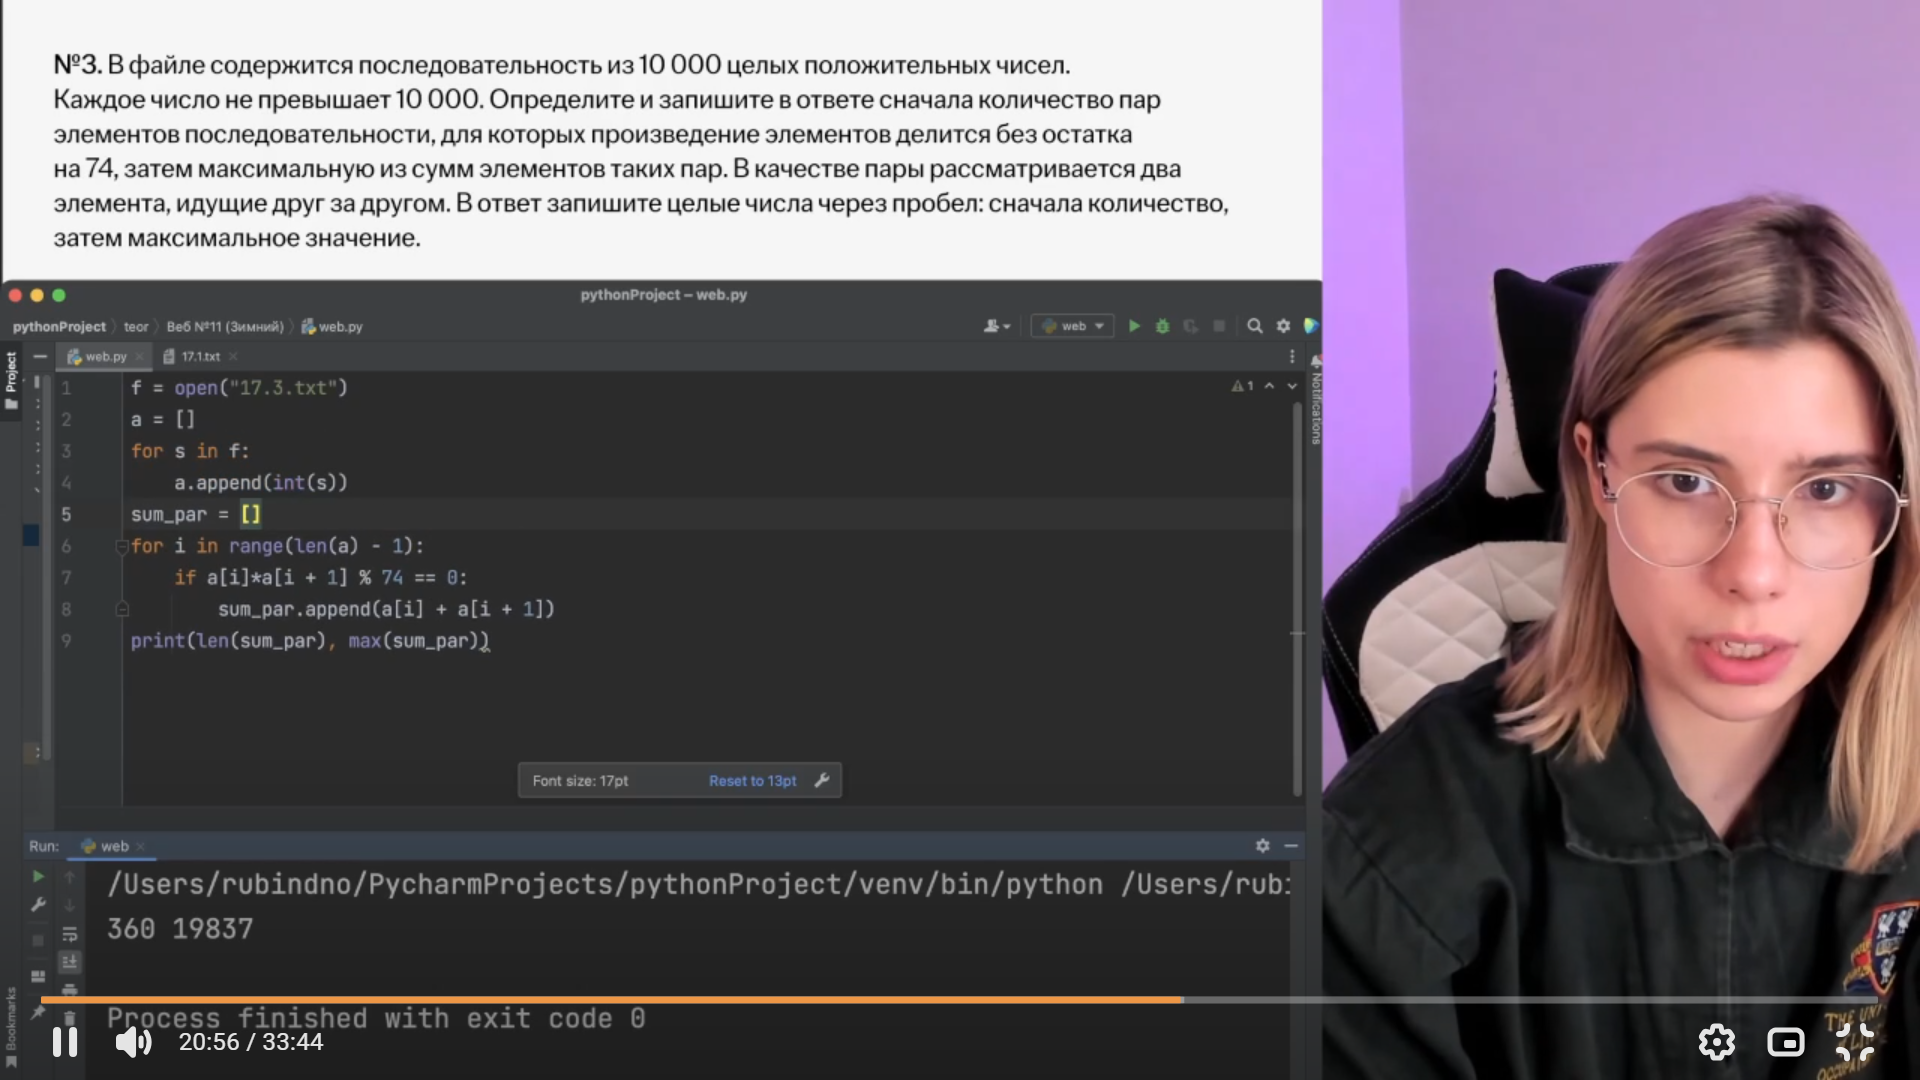 №3. В файле содержится последовательность из 10 000 целых положительных чисел.
Каждое число не превышает 10 000. Определите и запишите в ответе сначала количество пар
элементов последовательности, для которых произведение элементов делится без остатка
на 74, затем максимальную из сумм элементов таких пар. В качестве пары рассматривается два
элемента, идущие друг за другом. В ответ запишите целые числа через пробел: сначала количество,
затем максимальное значение.
pythonProject – web.py
pythonProject teor Веб №11 (Зимний) web.py
web
Project
web.py 17.1.txt
Notifications
1 f = open("17.3.txt")
1
2 a = []
3 for s in f:
4 a.append(int(s))
5 sum_par = []
6 for i in range(len(a) - 1):
7 if a[i]*a[i + 1] % 74 == 0:
8 sum_par.append(a[i] + a[i + 1])
9 print(len(sum_par), max(sum_par))
Font size: 17pt Reset to 13pt
Run: web
/Users/rubindno/PycharmProjects/pythonProject/venv/bin/python /Users/rub
360 19837
Process finished with exit code 0
Bookmarks
20:56 / 33:44
THE UNI